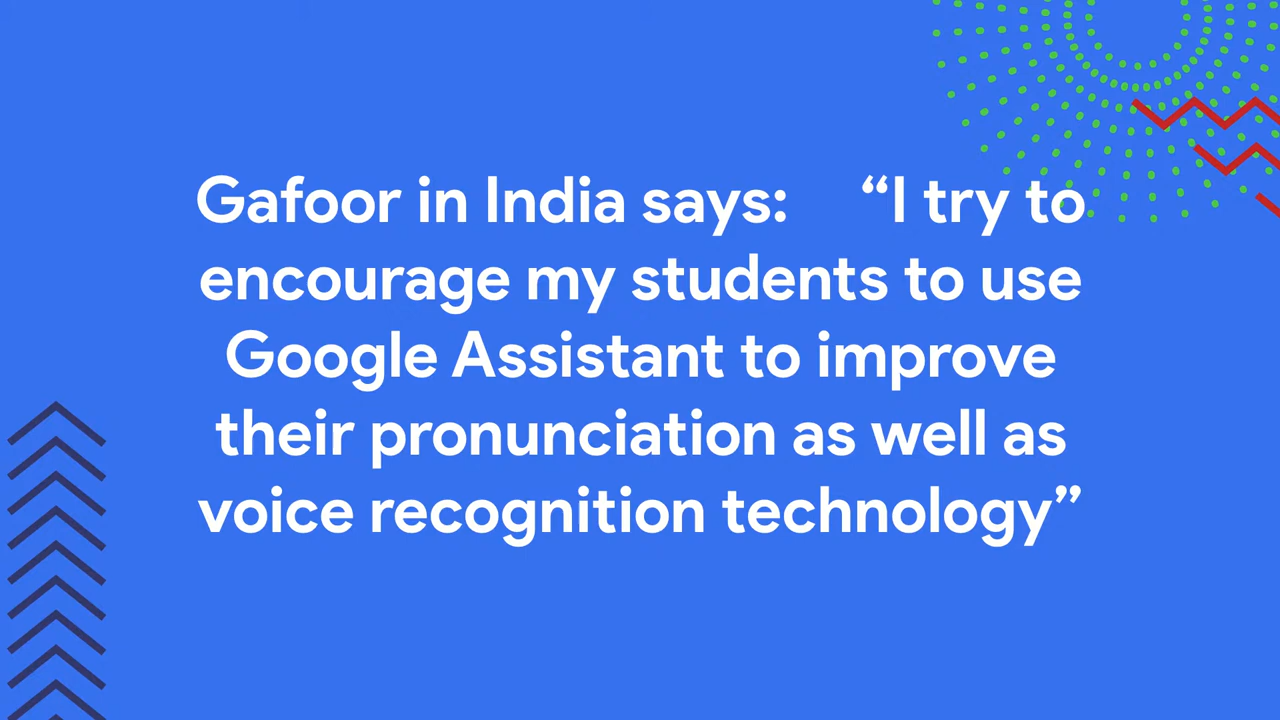 Gafoor in India says: “I try to
encourage my students to use
Google Assistant to improve
their pronunciation as well as
voice recognition technology”